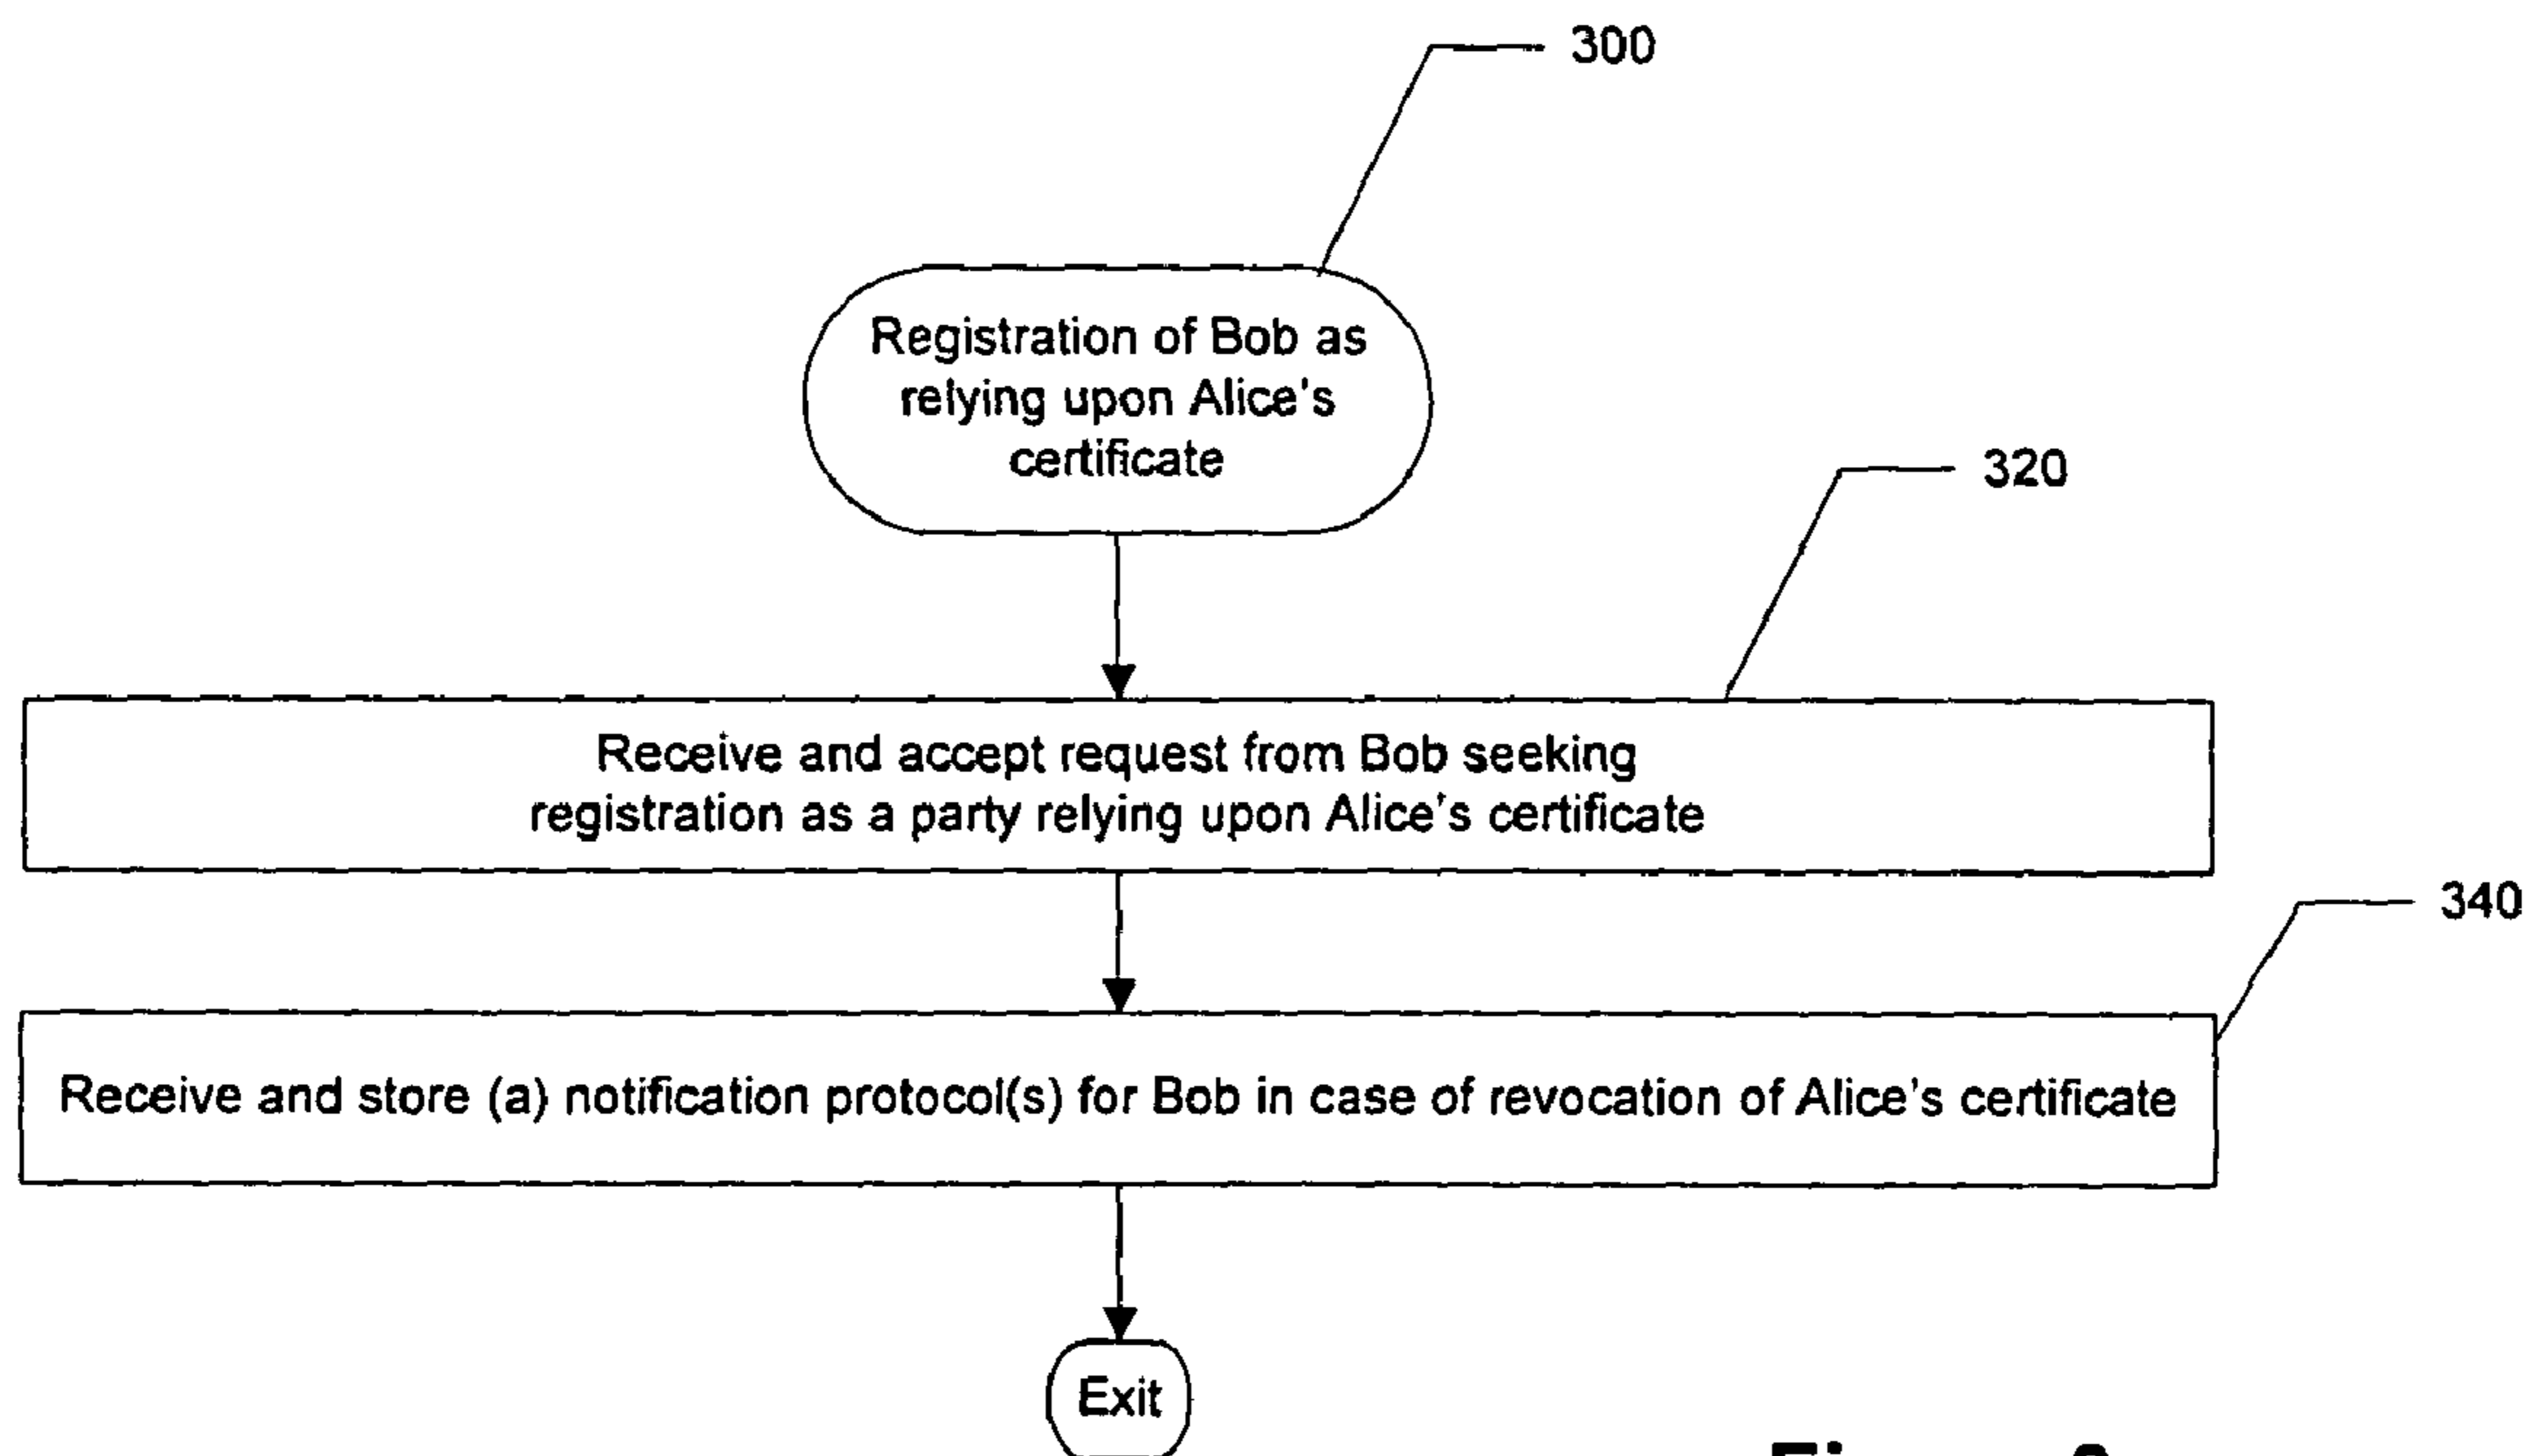 300
Registration of Bob as
relying upon Alice's
certificate
320
Receive and accept request from Bob seeking
registration as a party relying upon Alice's certificate
340
Receive and store (a) notification protocol(s) for Bob in case of revocation of Alice's certificate
Exit